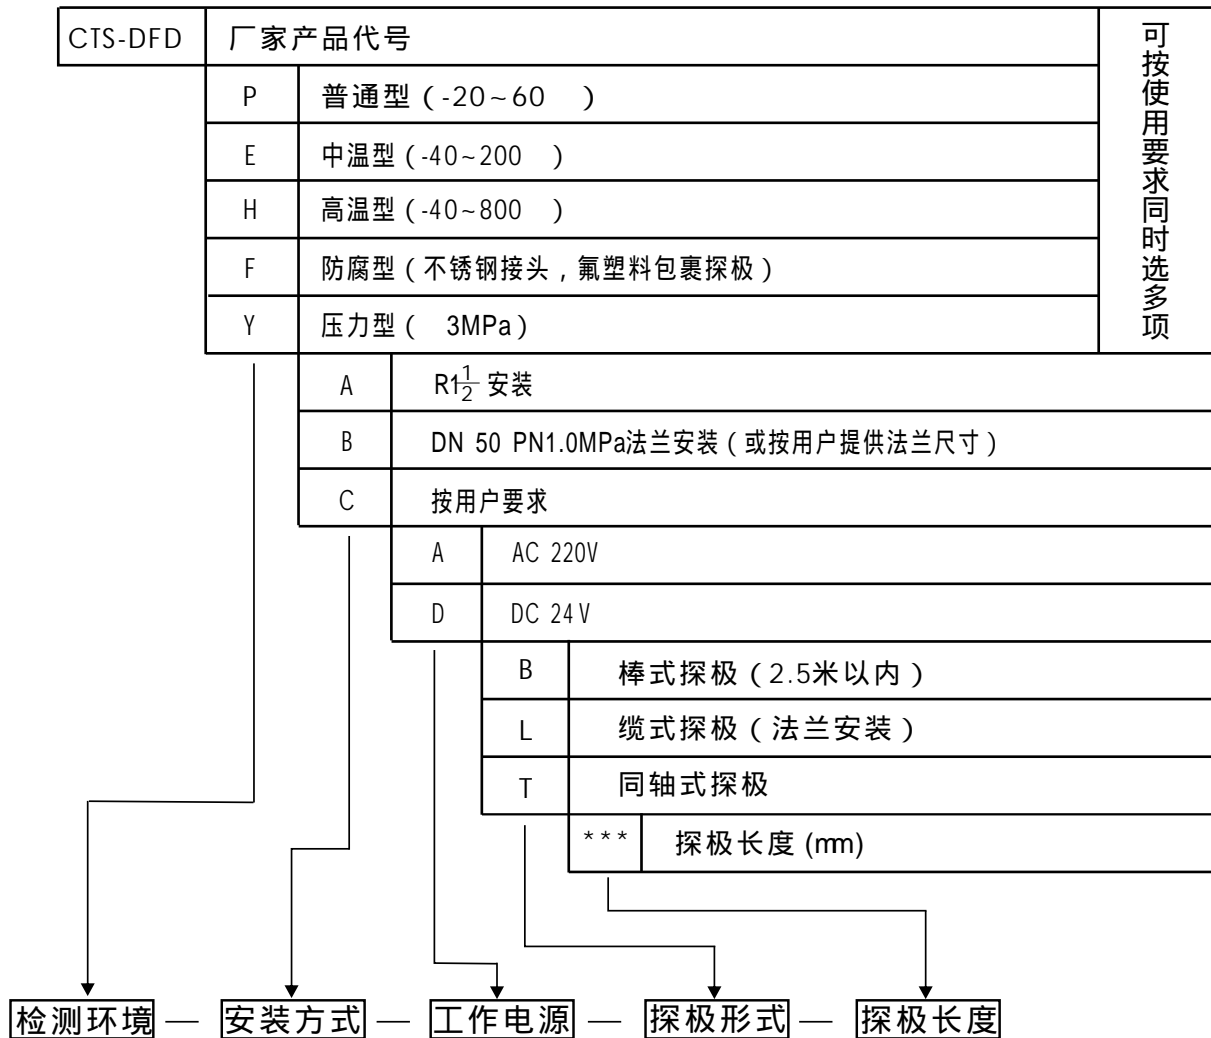 CTS-DFD 厂家产品代号
可按使用要求同时选多项
P 普通型（-20~60 ）
E 中温型（-40~200 ）
H 高温型（-40~800 ）
F 防腐型（不锈钢接头，氟塑料包裹探极）
Y 压力型（ 3MPa）
A R1 1/2 安装
B DN 50 PN1.0MPa法兰安装（或按用户提供法兰尺寸）
C 按用户要求
A AC 220V
D DC 24V
B 棒式探极（2.5米以内）
L 缆式探极（法兰安装）
T 同轴式探极
*** 探极长度(mm)
检测环境 — 安装方式 — 工作电源 — 探极形式 — 探极长度